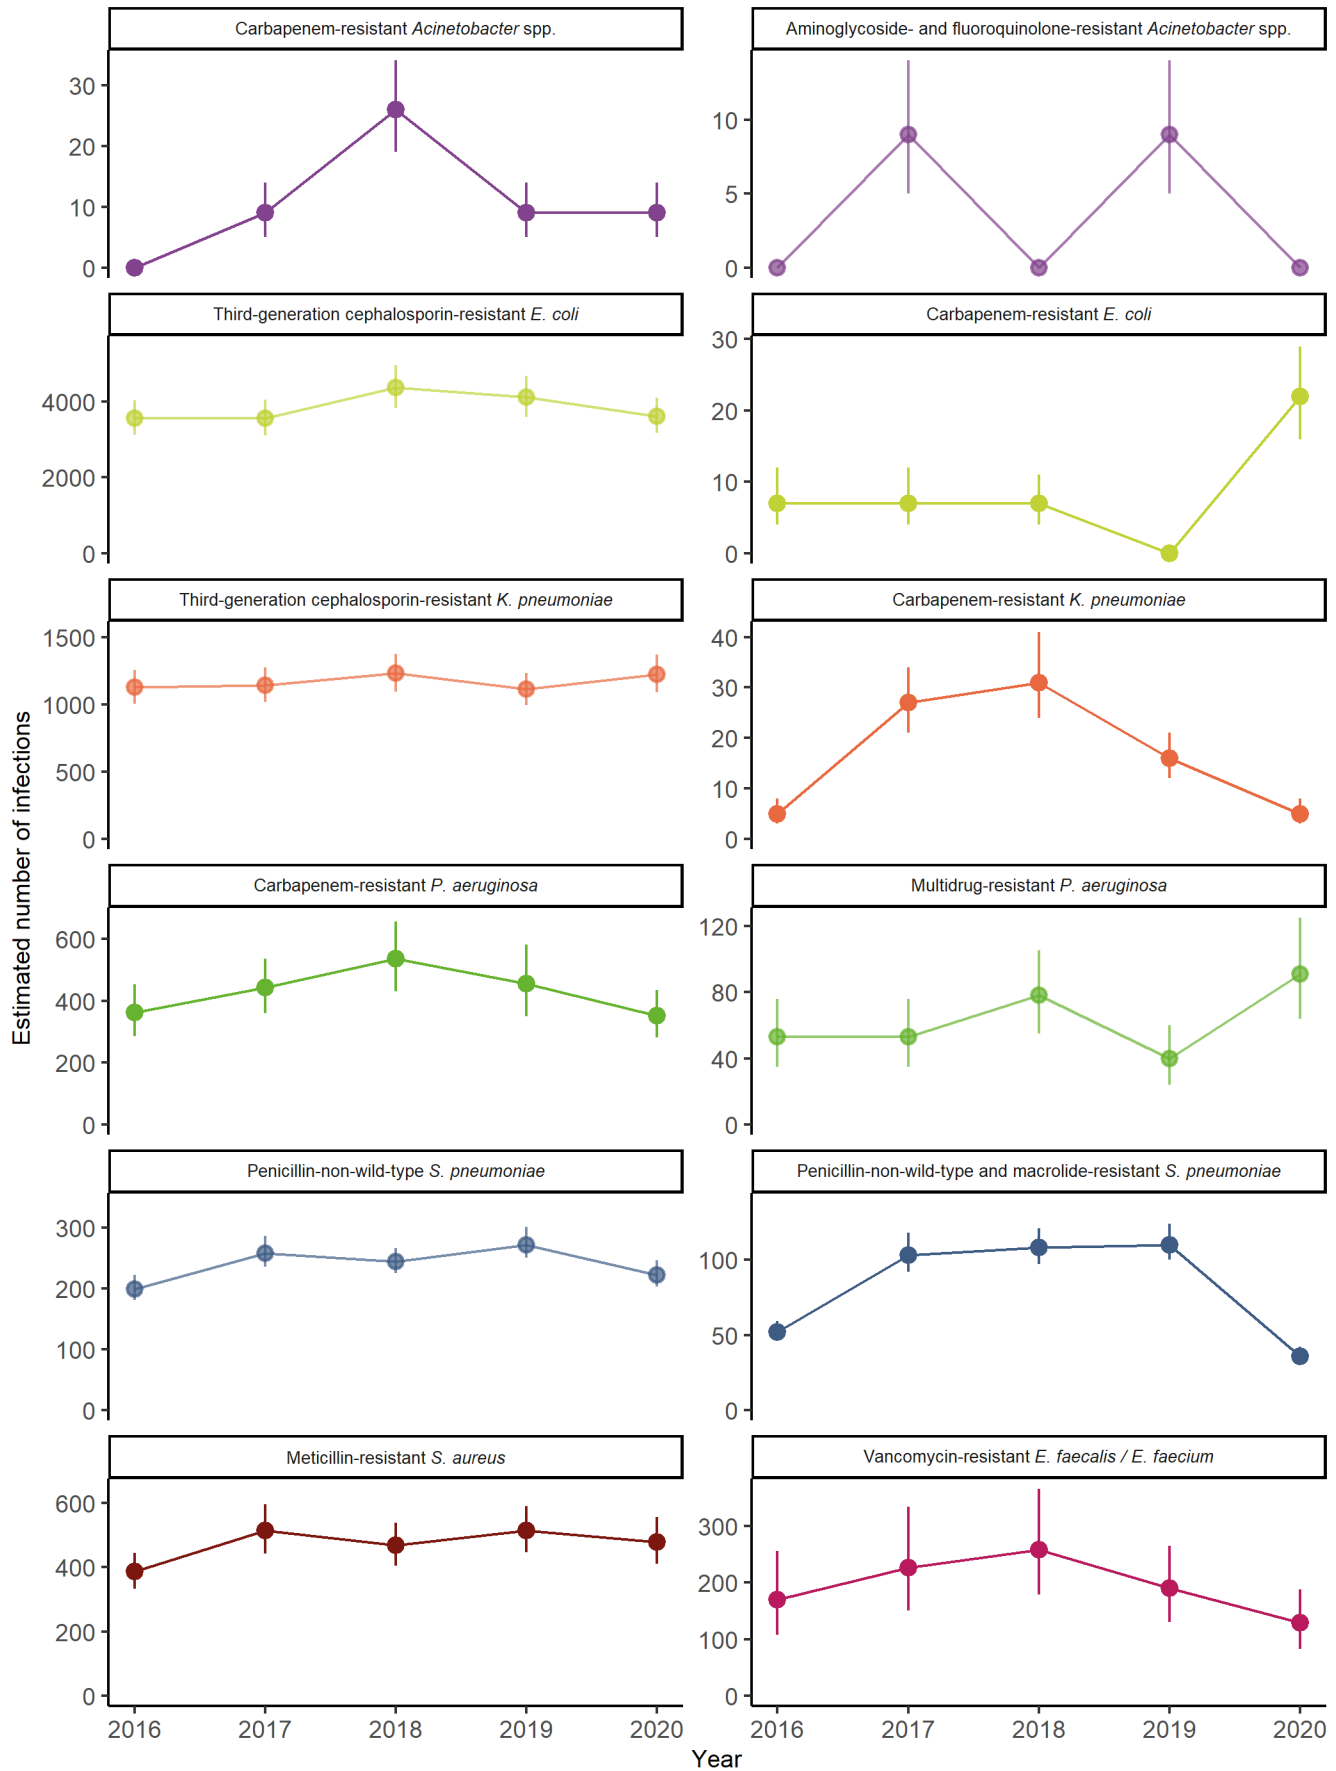 Carbapenem-resistant Acinetobacter spp.
Aminoglycoside- and fluoroquinolone-resistant Acinetobacter spp.
30
20
10
0
10
5
0
Third-generation cephalosporin-resistant E. coli
Carbapenem-resistant E. coli
4000
2000
0
30
20
10
0
Third-generation cephalosporin-resistant K. pneumoniae
Carbapenem-resistant K. pneumoniae
1500
1000
500
0
40
30
20
10
0
Estimated number of infections
Carbapenem-resistant P. aeruginosa
Multidrug-resistant P. aeruginosa
600
400
200
0
120
80
40
0
Penicillin-non-wild-type S. pneumoniae
Penicillin-non-wild-type and macrolide-resistant S. pneumoniae
300
200
100
0
100
50
0
Meticillin-resistant S. aureus
Vancomycin-resistant E. faecalis / E. faecium
600
400
200
0
300
200
100
0
2016 2017 2018 2019 2020
2016 2017 2018 2019 2020
Year